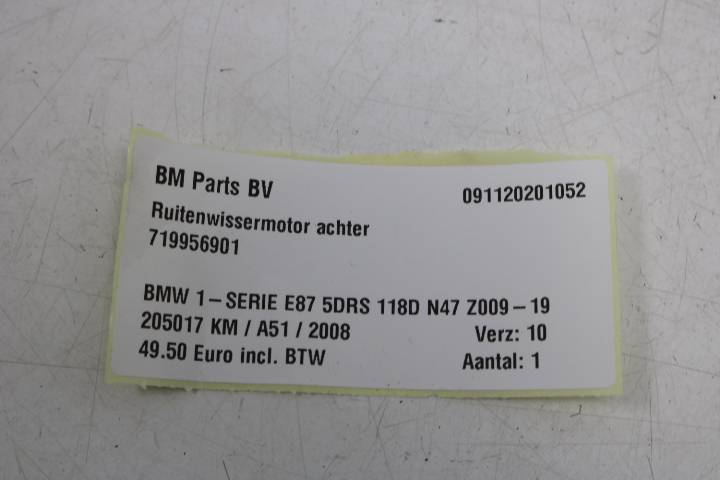 BM Parts BV 091120201052
Ruitenwissermotor achter
719956901
BMW 1-SERIE E87 5DRS 118D N47 Z009-19
205017 KM / A51 / 2008 Verz: 10
49.50 Euro incl. BTW Aantal: 1